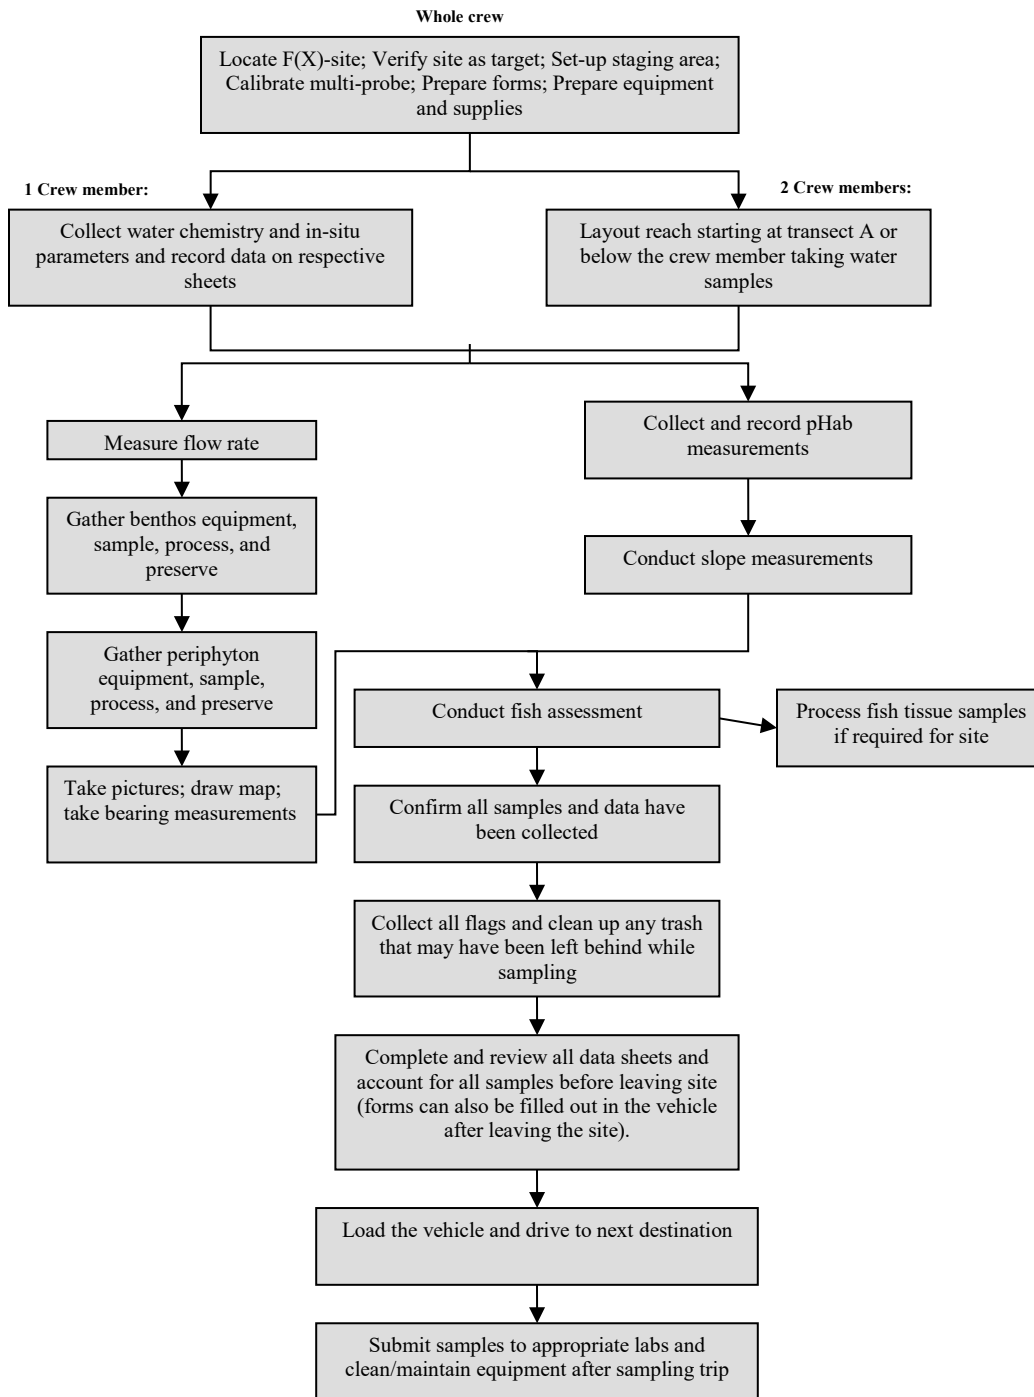 Whole crew
Locate F(X)-site; Verify site as target; Set-up staging area;
Calibrate multi-probe; Prepare forms; Prepare equipment
and supplies
1 Crew member:
2 Crew members:
Collect water chemistry and in-situ
parameters and record data on respective
sheets
Layout reach starting at transect A or
below the crew member taking water
samples
Measure flow rate
Collect and record pHab
measurements
Gather benthos equipment,
sample, process, and
preserve
Conduct slope measurements
Gather periphyton
equipment, sample,
process, and preserve
Conduct fish assessment
Process fish tissue samples
if required for site
Take pictures; draw map;
take bearing measurements
Confirm all samples and data have
been collected
Collect all flags and clean up any trash
that may have been left behind while
sampling
Complete and review all data sheets and
account for all samples before leaving site
(forms can also be filled out in the vehicle
after leaving the site).
Load the vehicle and drive to next destination
Submit samples to appropriate labs and
clean/maintain equipment after sampling trip